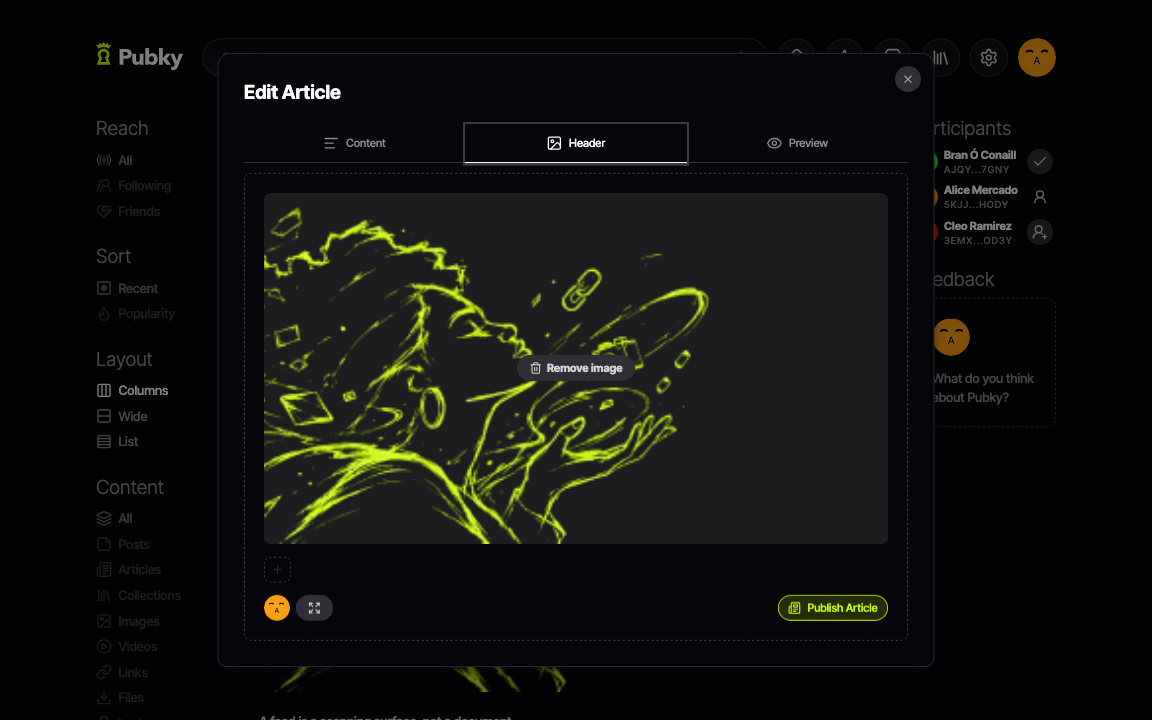 Pubky
Edit Article
Content
Header
Preview
Remove image
Publish Article
Reach
All
Following
Friends
Sort
Recent
Popularity
Layout
Columns
Wide
List
Content
All
Posts
Articles
Collections
Images
Videos
Links
Files
rticipants
Bran Ó Conaill
AJQY...7GNY
Alice Mercado
5KJJ...HODY
Cleo Ramirez
3EMX...OD3Y
edback
What do you think
about Pubky?